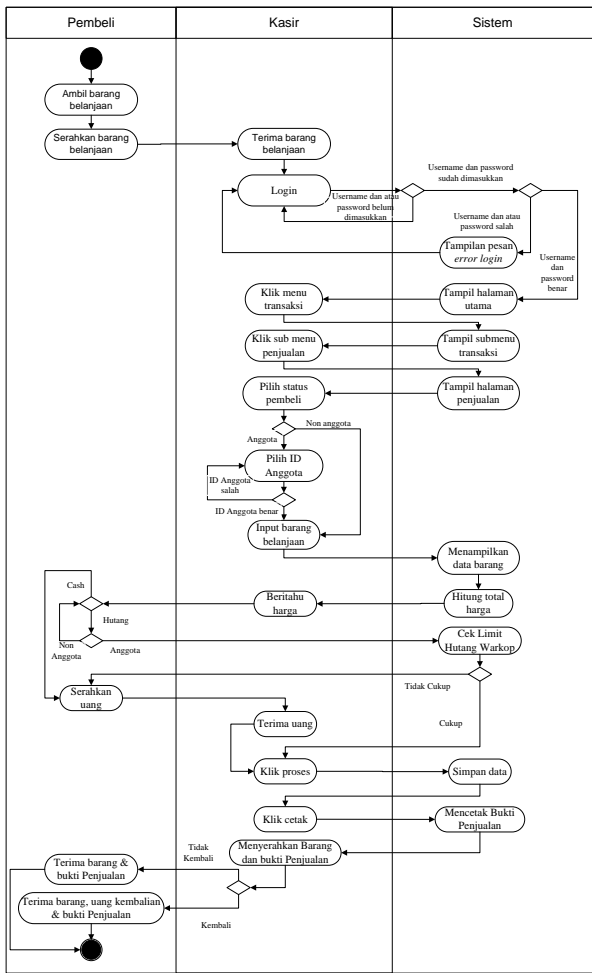 Pembeli
Kasir
Sistem
Ambil barang
belanjaan
Serahkan barang
belanjaan
Terima barang
belanjaan
Login
Username dan password
sudah dimasukkan
Username dan atau
password belum
dimasukkan
Username dan atau
password salah
Tampilan pesan
error login
Username
dan
password
benar
Klik menu
transaksi
Tampil halaman
utama
Klik sub menu
penjualan
Tampil submenu
transaksi
Pilih status
pembeli
Tampil halaman
penjualan
Non anggota
Anggota
Pilih ID
Anggota
ID Anggota
salah
ID Anggota benar
Input barang
belanjaan
Menampilkan
data barang
Cash
Beritahu
harga
Hitung total
harga
Hutang
Non
Anggota
Anggota
Cek Limit
Hutang Warkop
Tidak Cukup
Serahkan
uang
Terima uang
Cukup
Klik proses
Simpan data
Klik cetak
Mencetak Bukti
Penjualan
Menyerahkan Barang
dan bukti Penjualan
Tidak
Kembali
Terima barang &
bukti Penjualan
Terima barang, uang kembalian
& bukti Penjualan
Kembali